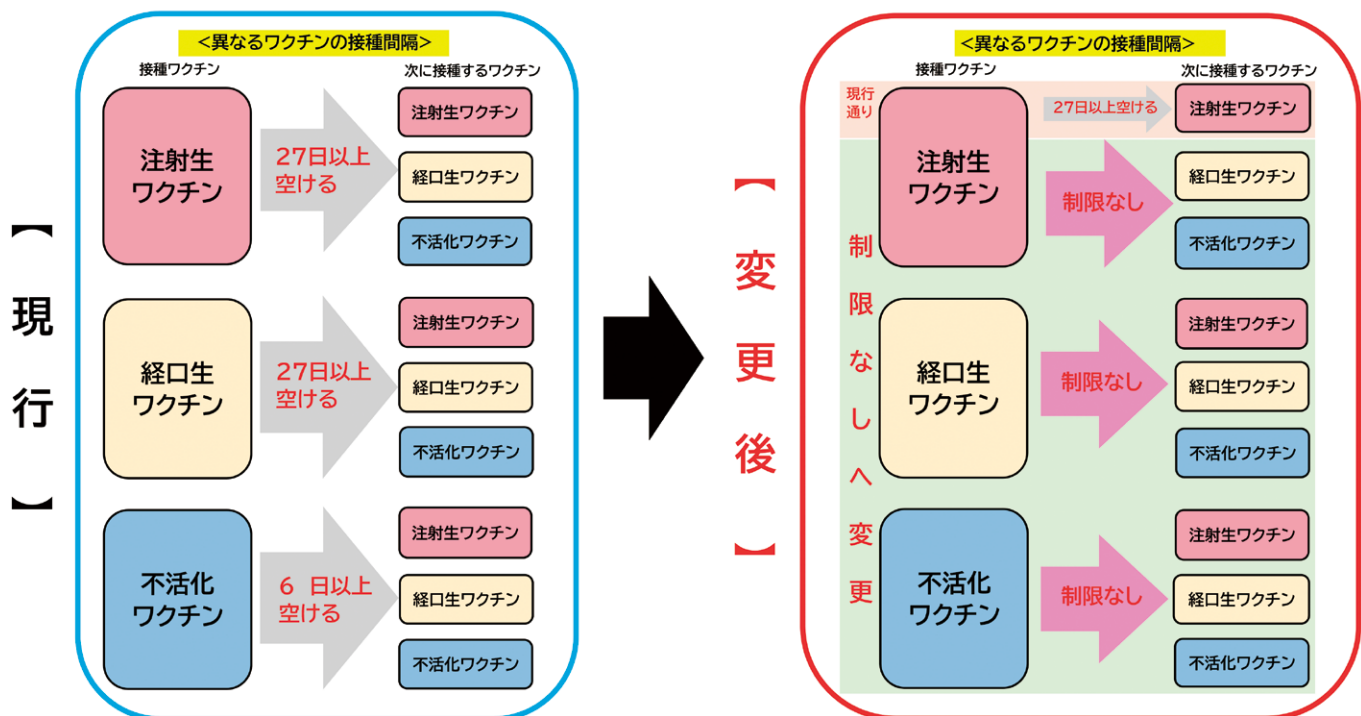 【現行】
<異なるワクチンの接種間隔>
接種ワクチン
次に接種するワクチン
注射生
ワクチン
27日以上
空ける
注射生ワクチン
経口生ワクチン
不活化ワクチン
経口生
ワクチン
27日以上
空ける
注射生ワクチン
経口生ワクチン
不活化ワクチン
不活化
ワクチン
6 日以上
空ける
注射生ワクチン
経口生ワクチン
不活化ワクチン
【変更後】
<異なるワクチンの接種間隔>
接種ワクチン
次に接種するワクチン
現行
通り
注射生
ワクチン
27日以上空ける
注射生ワクチン
制限なしへ変更
制限なし
経口生ワクチン
不活化ワクチン
経口生
ワクチン
制限なし
注射生ワクチン
経口生ワクチン
不活化ワクチン
不活化
ワクチン
制限なし
注射生ワクチン
経口生ワクチン
不活化ワクチン